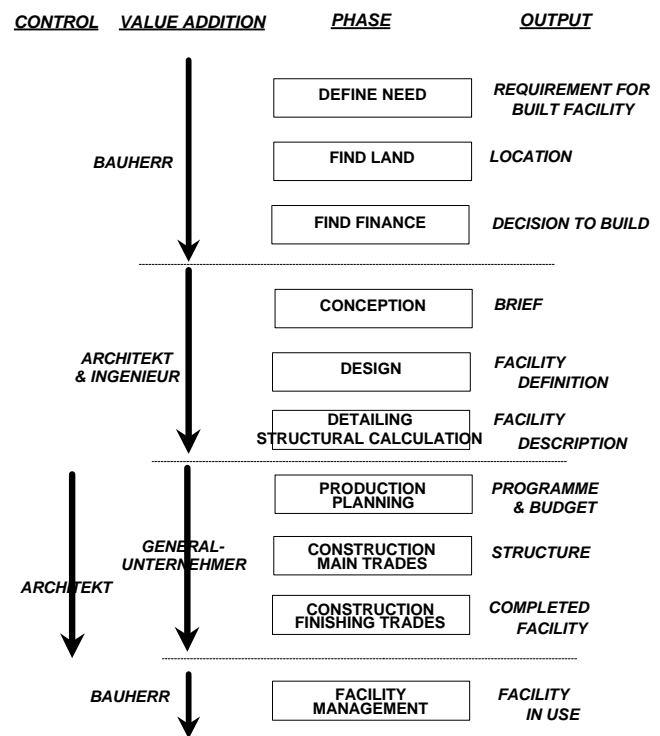 CONTROL VALUE ADDITION PHASE OUTPUT
DEFINE NEED
REQUIREMENT FOR
BUILT FACILITY
BAUHERR
FIND LAND
LOCATION
FIND FINANCE
DECISION TO BUILD
CONCEPTION
BRIEF
ARCHITEKT
& INGENIEUR
DESIGN
FACILITY
DEFINITION
DETAILING
STRUCTURAL CALCULATION
FACILITY
DESCRIPTION
PRODUCTION
PLANNING
PROGRAMME
& BUDGET
GENERAL-
UNTERNEHMER
CONSTRUCTION
MAIN TRADES
STRUCTURE
ARCHITEKT
CONSTRUCTION
FINISHING TRADES
COMPLETED
FACILITY
BAUHERR
FACILITY
MANAGEMENT
FACILITY
IN USE